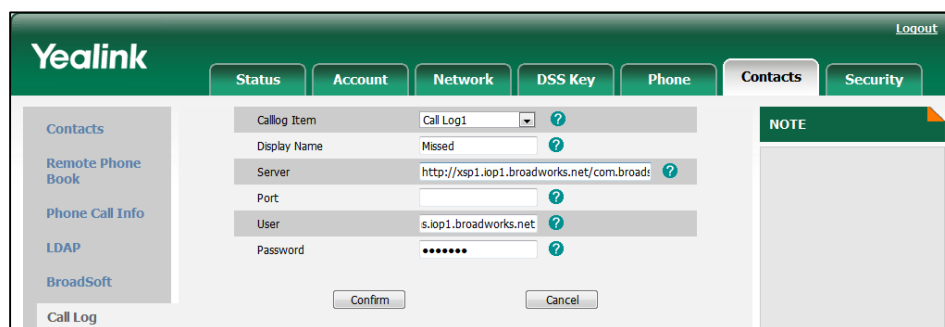 Logout
Yealink
Status Account Network DSS Key Phone Contacts Security
Contacts
Remote Phone
Book
Phone Call Info
LDAP
BroadSoft
Call Log
Calllog Item Call Log1 ?
Display Name Missed ?
Server http://xsp1.iop1.broadworks.net/com.broads ?
Port ?
User s.iop1.broadworks.net ?
Password ••••••• ?
Confirm Cancel
NOTE